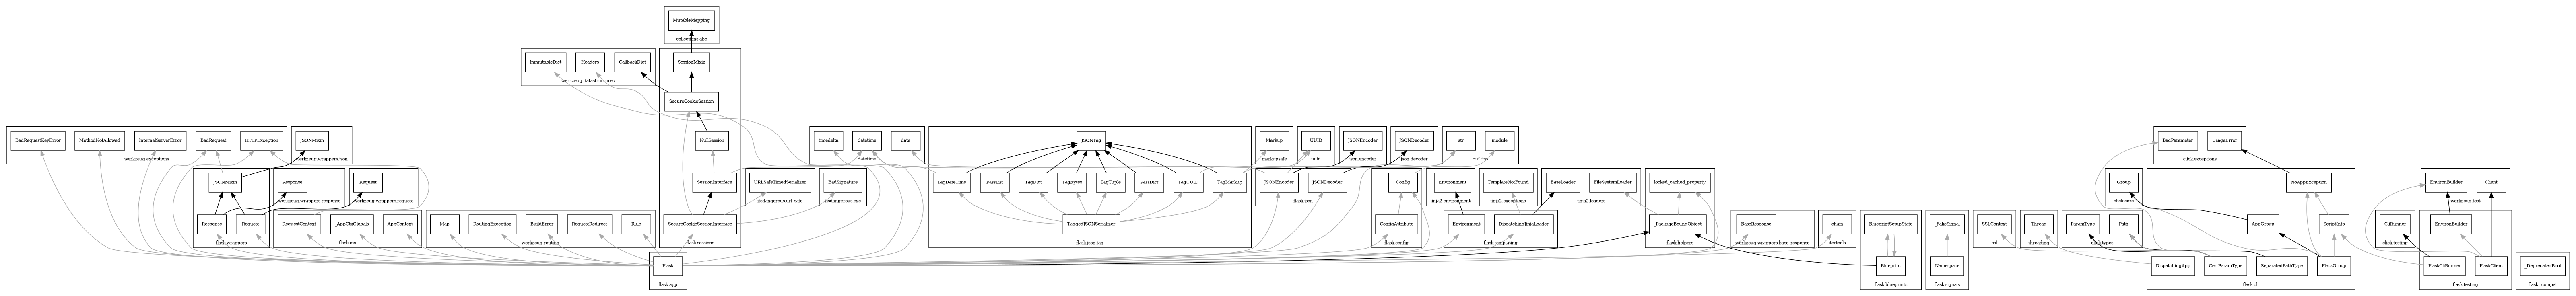 MutableMapping
collections.abc
ImmutableDict
Headers
CallbackDict
werkzeug.datastructures
SessionMixin
SecureCookieSession
BadRequestKeyError
MethodNotAllowed
InternalServerError
BadRequest
HTTPException
werkzeug.exceptions
JSONMixin
werkzeug.wrappers.json
NullSession
timedelta
datetime
date
datetime
JSONTag
Markup
markupsafe
UUID
uuid
JSONEncoder
json.encoder
JSONDecoder
json.decoder
str
module
builtins
BadParameter
UsageError
click.exceptions
JSONMixin
Response
werkzeug.wrappers.response
Request
werkzeug.wrappers.request
SessionInterface
URLSafeTimedSerializer
itsdangerous.url_safe
BadSignature
itsdangerous.exc
TagDateTime
PassList
TagDict
TagBytes
TagTuple
PassDict
TagUUID
TagMarkup
JSONEncoder
JSONDecoder
flask.json
Config
Environment
jinja2.environment
TemplateNotFound
jinja2.exceptions
BaseLoader
FileSystemLoader
jinja2.loaders
locked_cached_property
Group
click.core
NoAppException
EnvironBuilder
Client
werkzeug.test
Response
Request
flask.wrappers
RequestContext
_AppCtxGlobals
AppContext
flask.ctx
Map
RoutingException
BuildError
RequestRedirect
Rule
werkzeug.routing
SecureCookieSessionInterface
flask.sessions
TaggedJSONSerializer
flask.json.tag
ConfigAttribute
flask.config
Environment
DispatchingJinjaLoader
flask.templating
_PackageBoundObject
flask.helpers
BaseResponse
werkzeug.wrappers.base_response
chain
itertools
BlueprintSetupState
_FakeSignal
SSLContext
ssl
Thread
threading
ParamType
Path
click.types
AppGroup
ScriptInfo
CliRunner
click.testing
EnvironBuilder
Flask
flask.app
Blueprint
flask.blueprints
Namespace
flask.signals
DispatchingApp
CertParamType
SeparatedPathType
FlaskGroup
flask.cli
FlaskCliRunner
FlaskClient
flask.testing
_DeprecatedBool
flask._compat